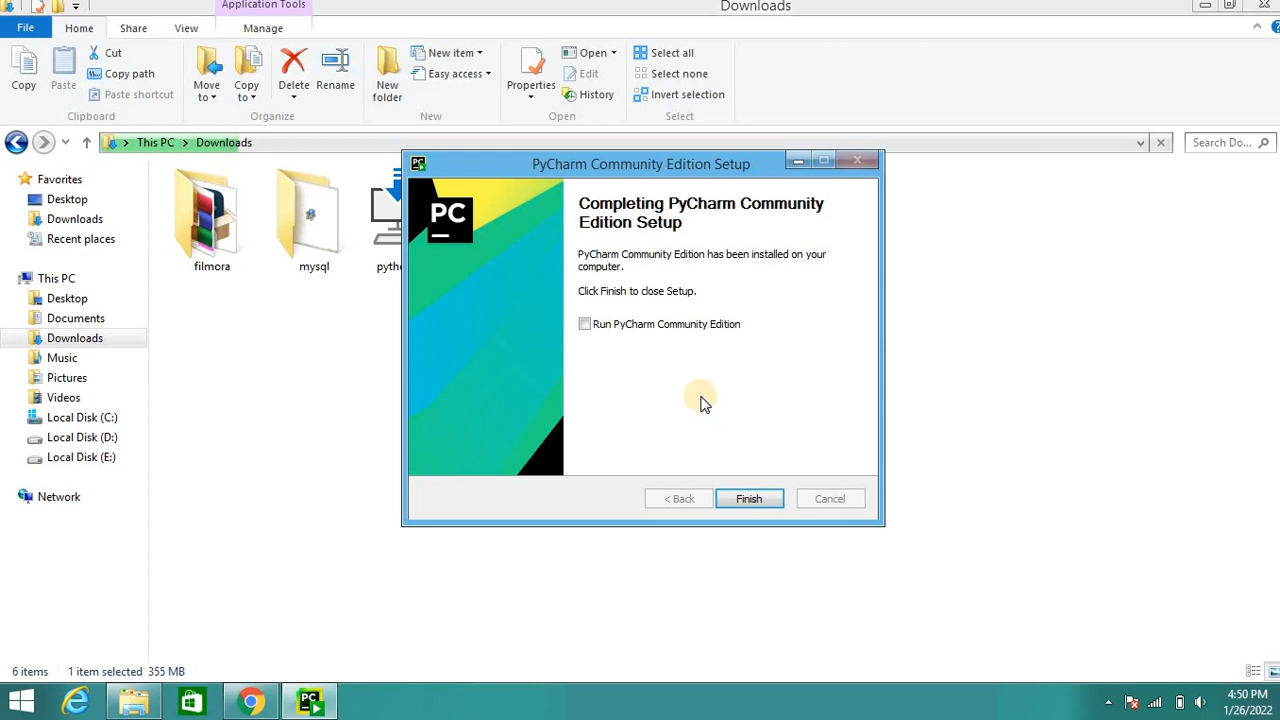 Application Tools
Downloads
File
Home
Share
View
Manage
Copy
Paste
Cut
Copy path
Paste shortcut
Clipboard
Move to
Copy to
Delete
Rename
Organize
New folder
New item
Easy access
New
Properties
Open
Edit
History
Open
Select all
Select none
Invert selection
Select
This PC
Downloads
Search Do...
Favorites
Desktop
Downloads
Recent places
This PC
Desktop
Documents
Downloads
Music
Pictures
Videos
Local Disk (C:)
Local Disk (D:)
Local Disk (E:)
Network
filmora
mysql
PC
PyCharm Community Edition Setup
PC
Completing PyCharm Community
Edition Setup
PyCharm Community Edition has been installed on your
computer.
Click Finish to close Setup.
Run PyCharm Community Edition
< Back
Finish
Cancel
6 items
1 item selected 355 MB
PC
4:50 PM
1/26/2022